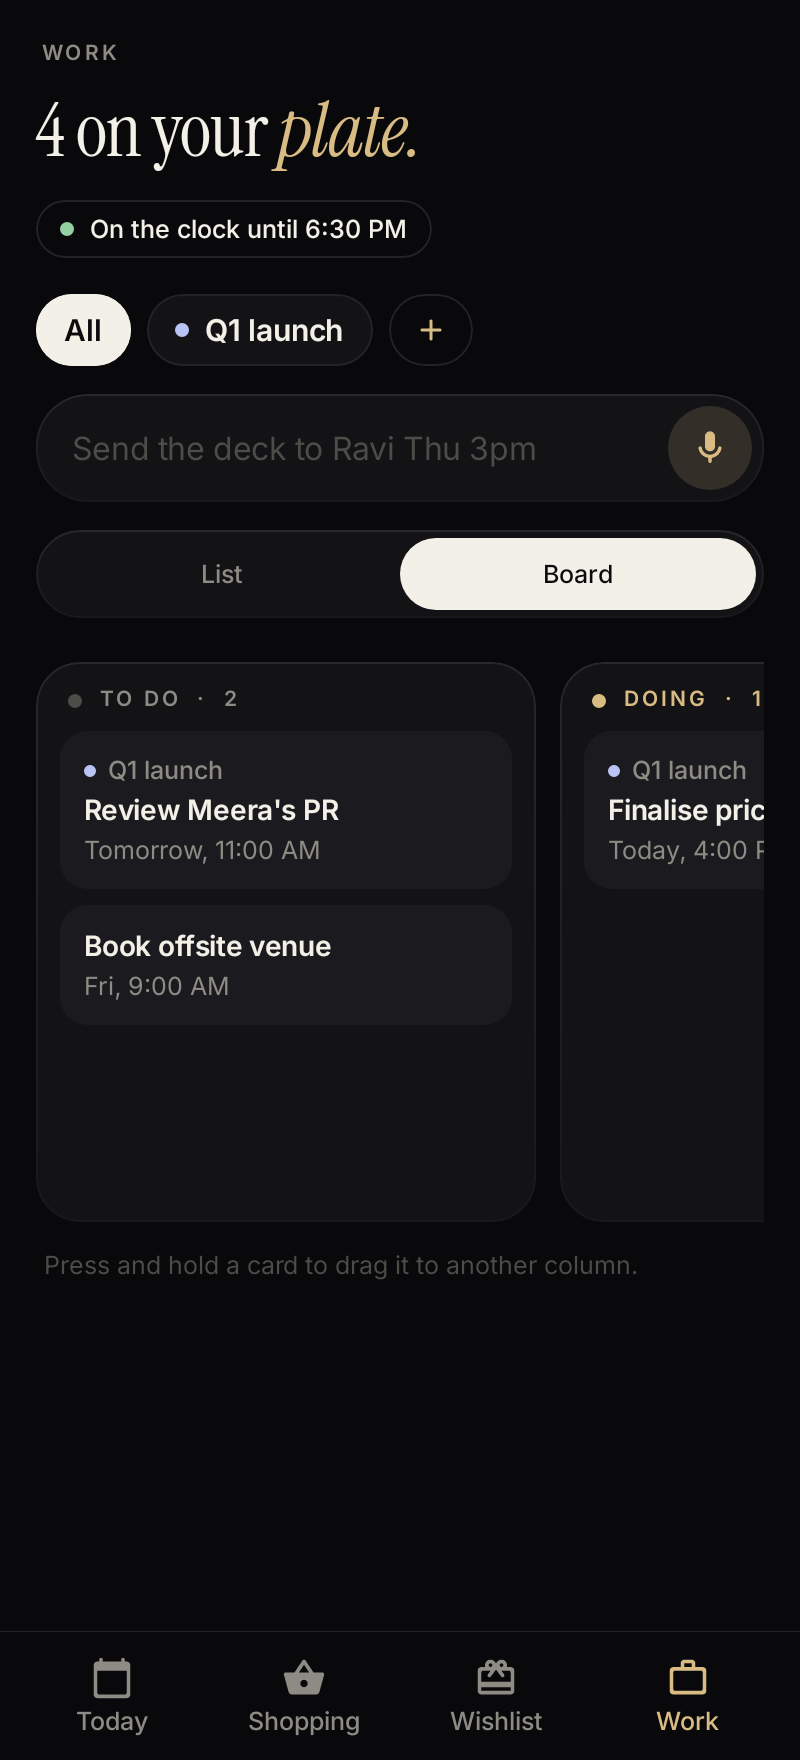 WORK
4 on your plate.
On the clock until 6:30 PM
All
Q1 launch
+
Send the deck to Ravi Thu 3pm
List
Board
TO DO · 2
Q1 launch
Review Meera's PR
Tomorrow, 11:00 AM
Book offsite venue
Fri, 9:00 AM
DOING · 1
Q1 launch
Finalise
Today, 4:00
Press and hold a card to drag it to another column.
Today
Shopping
Wishlist
Work